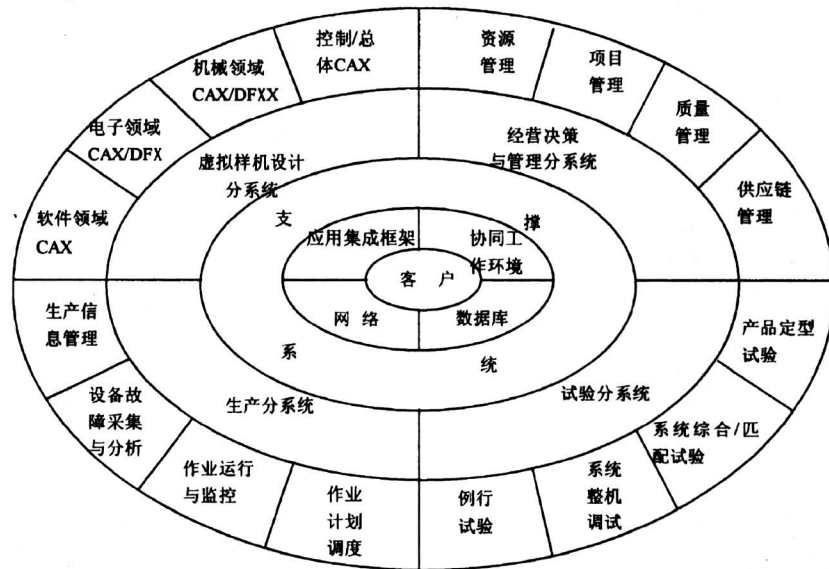 控制/总
体CAX
资源
管理
项目
管理
机械领域
CAX/DFXX
质量
管理
电子领域
CAX/DFX
经营决策
与管理分系统
虚拟样机设计
分系统
供应链
管理
软件领域
CAX
支
撑
应用集成框架
协同工
作环境
客 户
网 络
数据库
系
统
生产信
息管理
产品定型
试验
设备故
障采集
与分析
生产分系统
试验分系统
系统综合/匹
配试验
作业运行
与监控
作业
计划
调度
例行
试验
系统
整机
调试